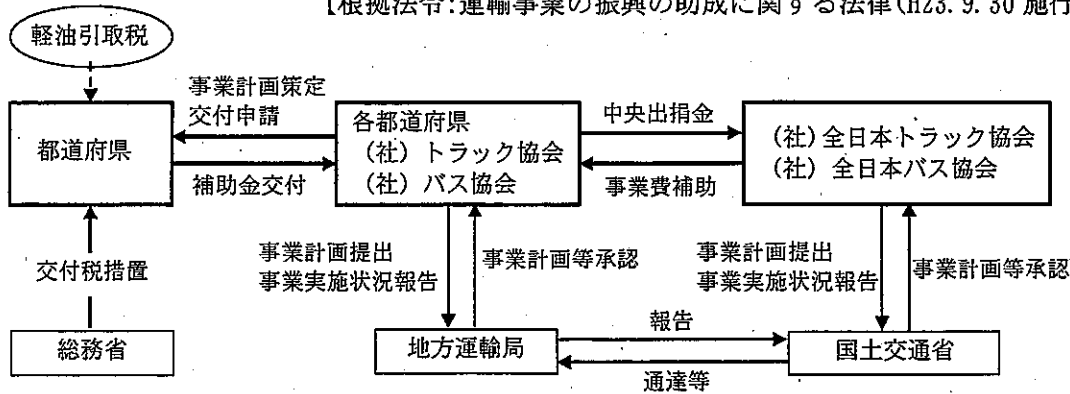 【根拠法令:運輸事業の振興の助成に関する法律(H23.9.30 施行
軽油引取税
事業計画策定
交付申請
都道府県
補助金交付
各都道府県
(社)トラック協会
(社)バス協会
中央出捐金
事業費補助
(社)全日本トラック協会
(社)全日本バス協会
交付税措置
事業計画提出
事業実施状況報告
事業計画等承認
事業計画提出
事業実施状況報告
事業計画等承認
総務省
地方運輸局
報告
通達等
国土交通省